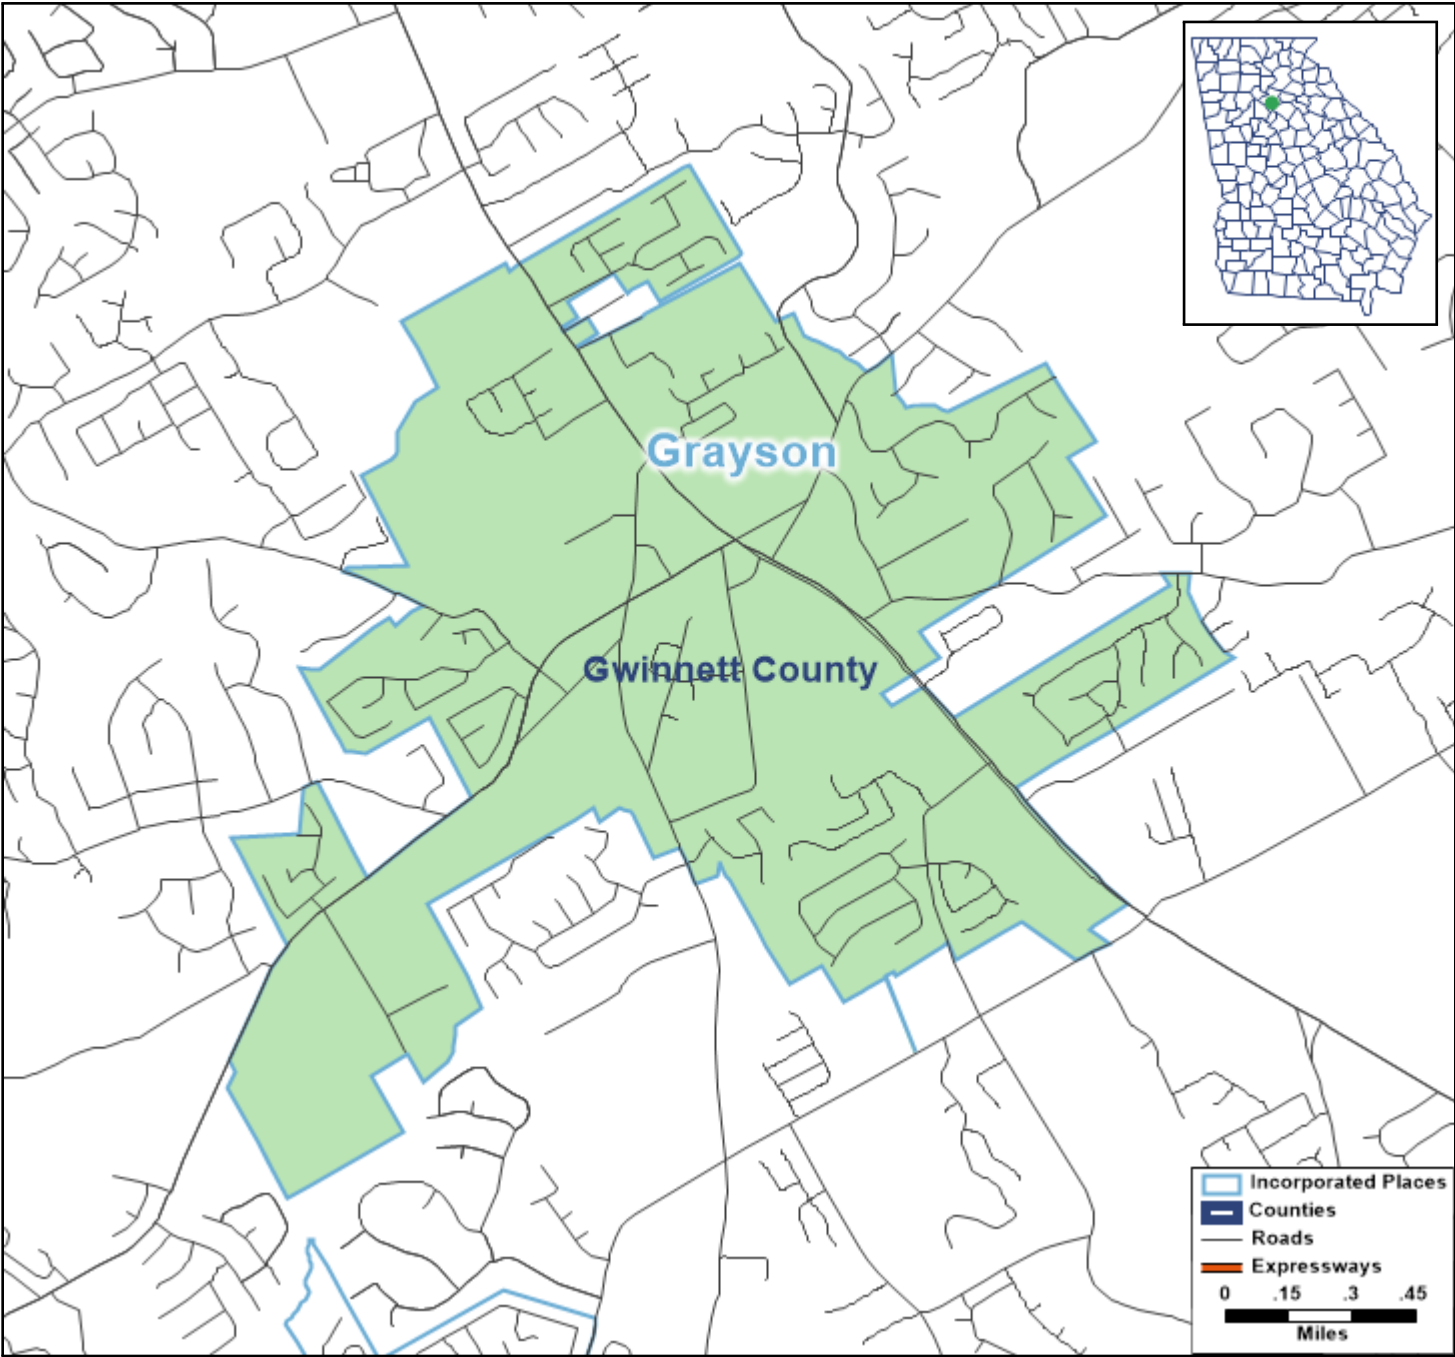 Grayson
Gwinnett County
Incorporated Places
Counties
Roads
Expressways
0 .15 .3 .45
Miles